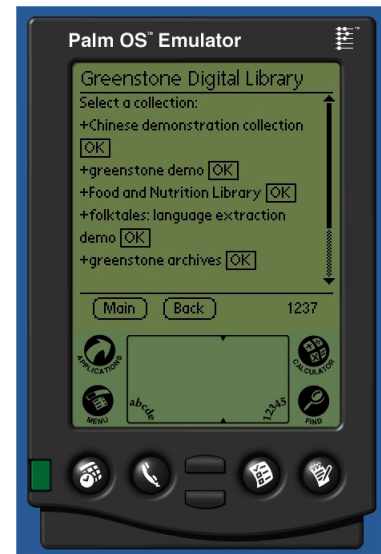 Palm OS™ Emulator
Greenstone Digital Library
Select a collection:
+Chinese demonstration collection
OK
+greenstone demo OK
+Food and Nutrition Library OK
+folktales: language extraction
demo OK
+greenstone archives OK
Main Back 1237
APPLICATIONS
CALCULATOR
MENU
abcde
12345
FIND